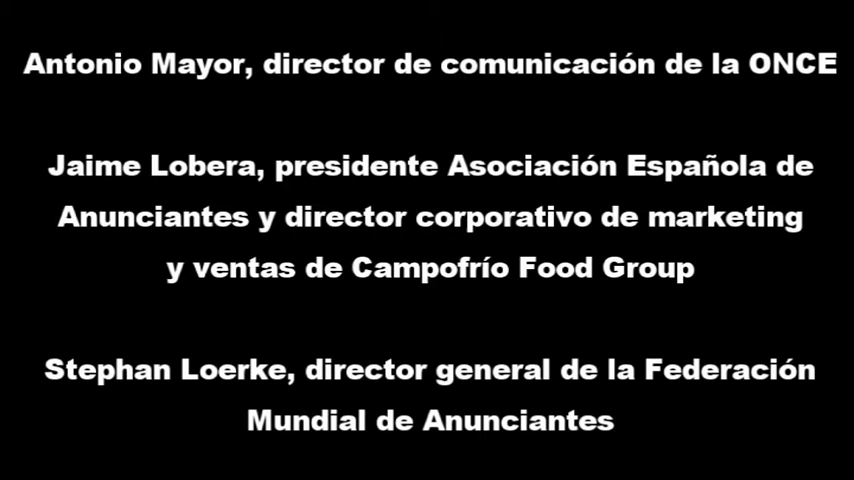 Antonio Mayor, director de comunicación de la ONCE
Jaime Lobera, presidente Asociación Española de
Anunciantes y director corporativo de marketing
y ventas de Campofrío Food Group
Stephan Loerke, director general de la Federación
Mundial de Anunciantes